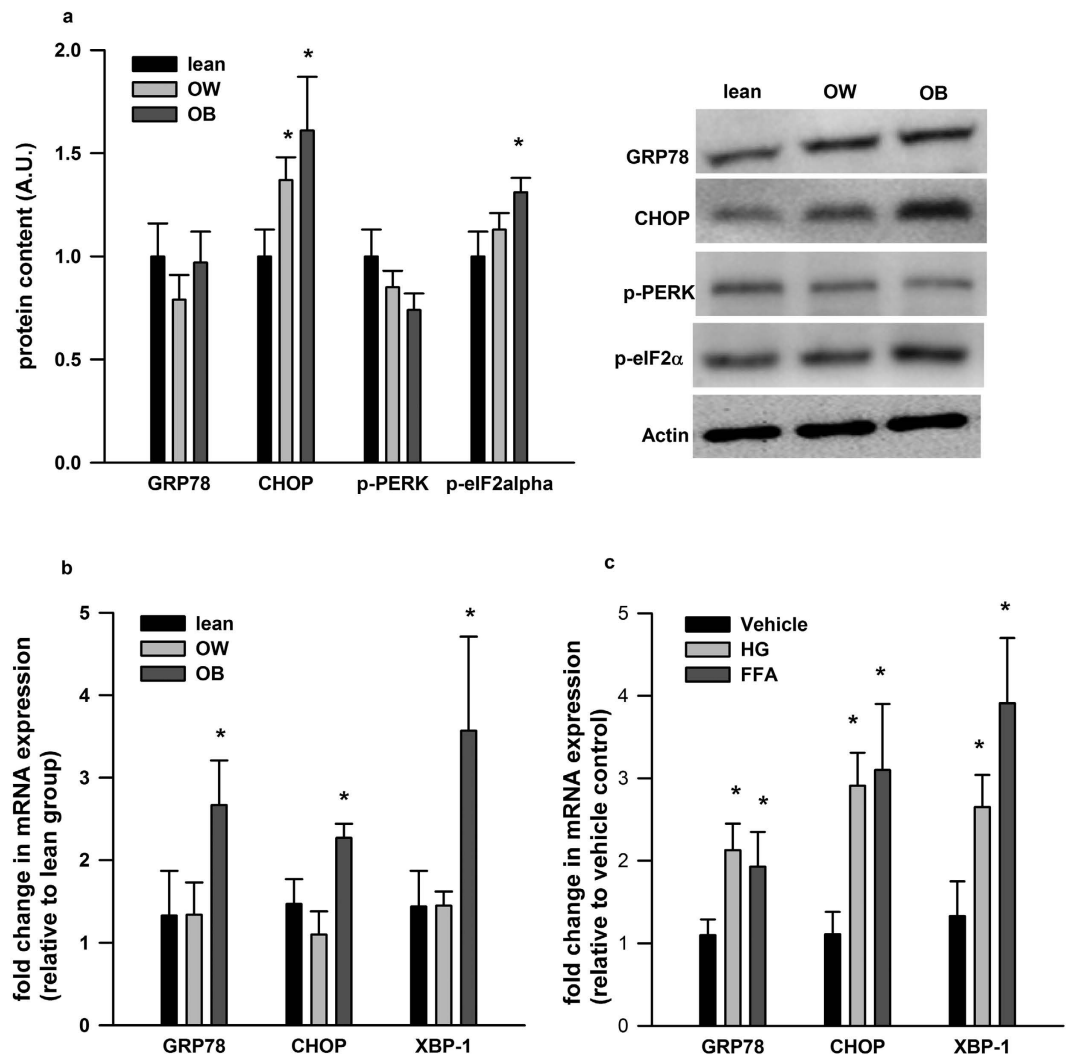 a
protein content (A.U.)
2.0
1.5
1.0
0.5
0.0
lean
OW
OB
*
*
*
GRP78 CHOP p-PERK p-eIF2alpha
lean OW OB
GRP78
CHOP
p-PERK
p-eIF2α
Actin
b
fold change in mRNA expression
(relative to lean group)
5
4
3
2
1
0
lean
OW
OB
*
*
*
GRP78 CHOP XBP-1
c
fold change in mRNA expression
(relative to vehicle control)
5
4
3
2
1
0
Vehicle
HG
FFA
*
*
*
*
*
*
GRP78 CHOP XBP-1